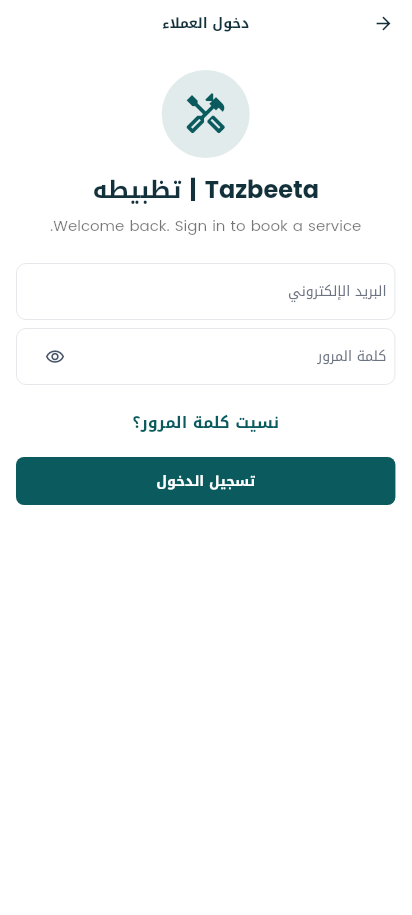 دخول العملاء
Tazbeeta | تظبيطه
Welcome back. Sign in to book a service.
البريد الإلكتروني
كلمة المرور
نسيت كلمة المرور؟
تسجيل الدخول